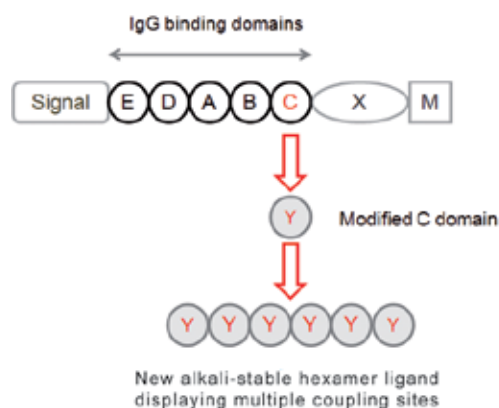 IgG binding domains
Signal E D A B C X M
Y
Modified C domain
Y Y Y Y Y Y
New alkali-stable hexamer ligand
displaying multiple coupling sites